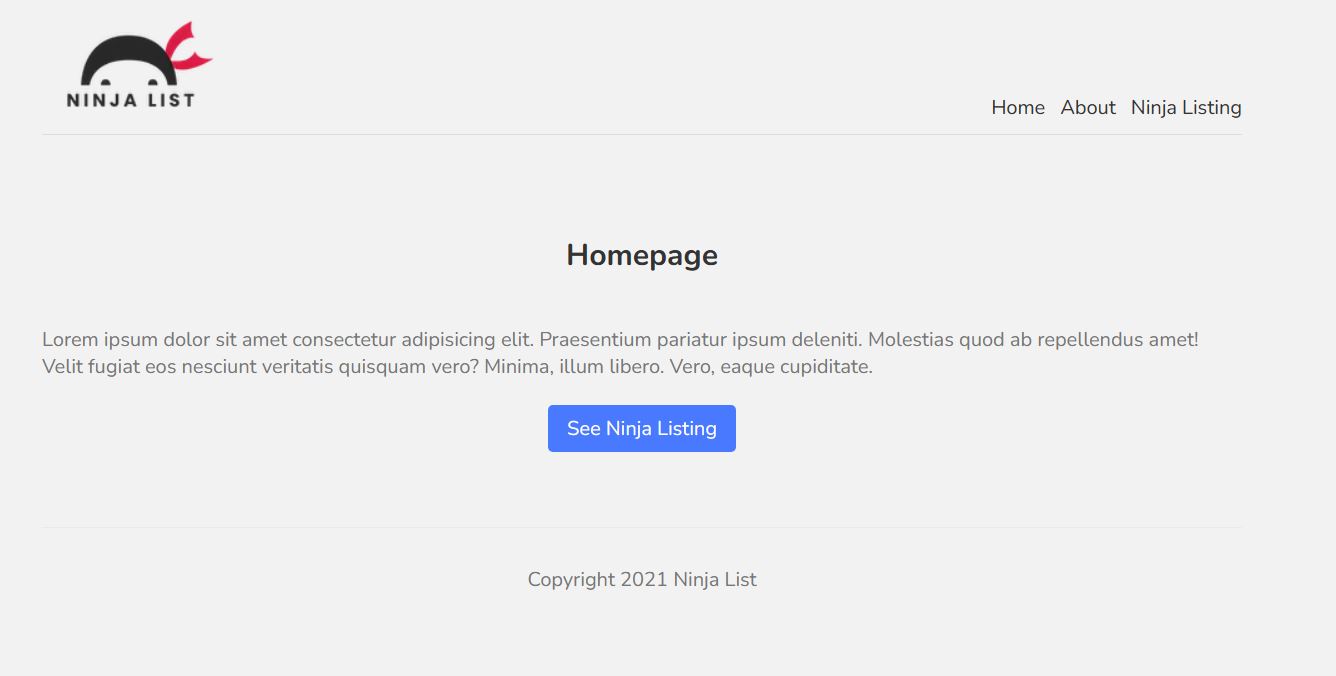 NINJA LIST
Home About Ninja Listing
Homepage
Lorem ipsum dolor sit amet consectetur adipisicing elit. Praesentium pariatur ipsum deleniti. Molestias quod ab repellendus amet!
Velit fugiat eos nesciunt veritatis quisquam vero? Minima, illum libero. Vero, eaque cupiditate.
See Ninja Listing
Copyright 2021 Ninja List